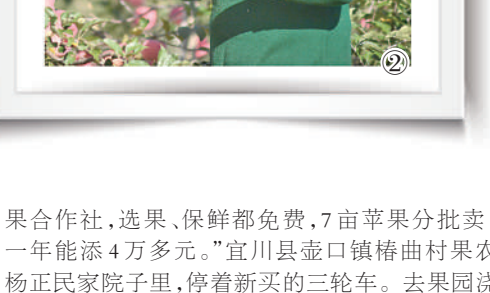 ②
果合作社,选果、保鲜都免费,7亩苹果分批卖
一年能添4万多元。”宜川县壶口镇椿曲村果农
杨正民家院子里,停着新买的三轮车。去果园浇